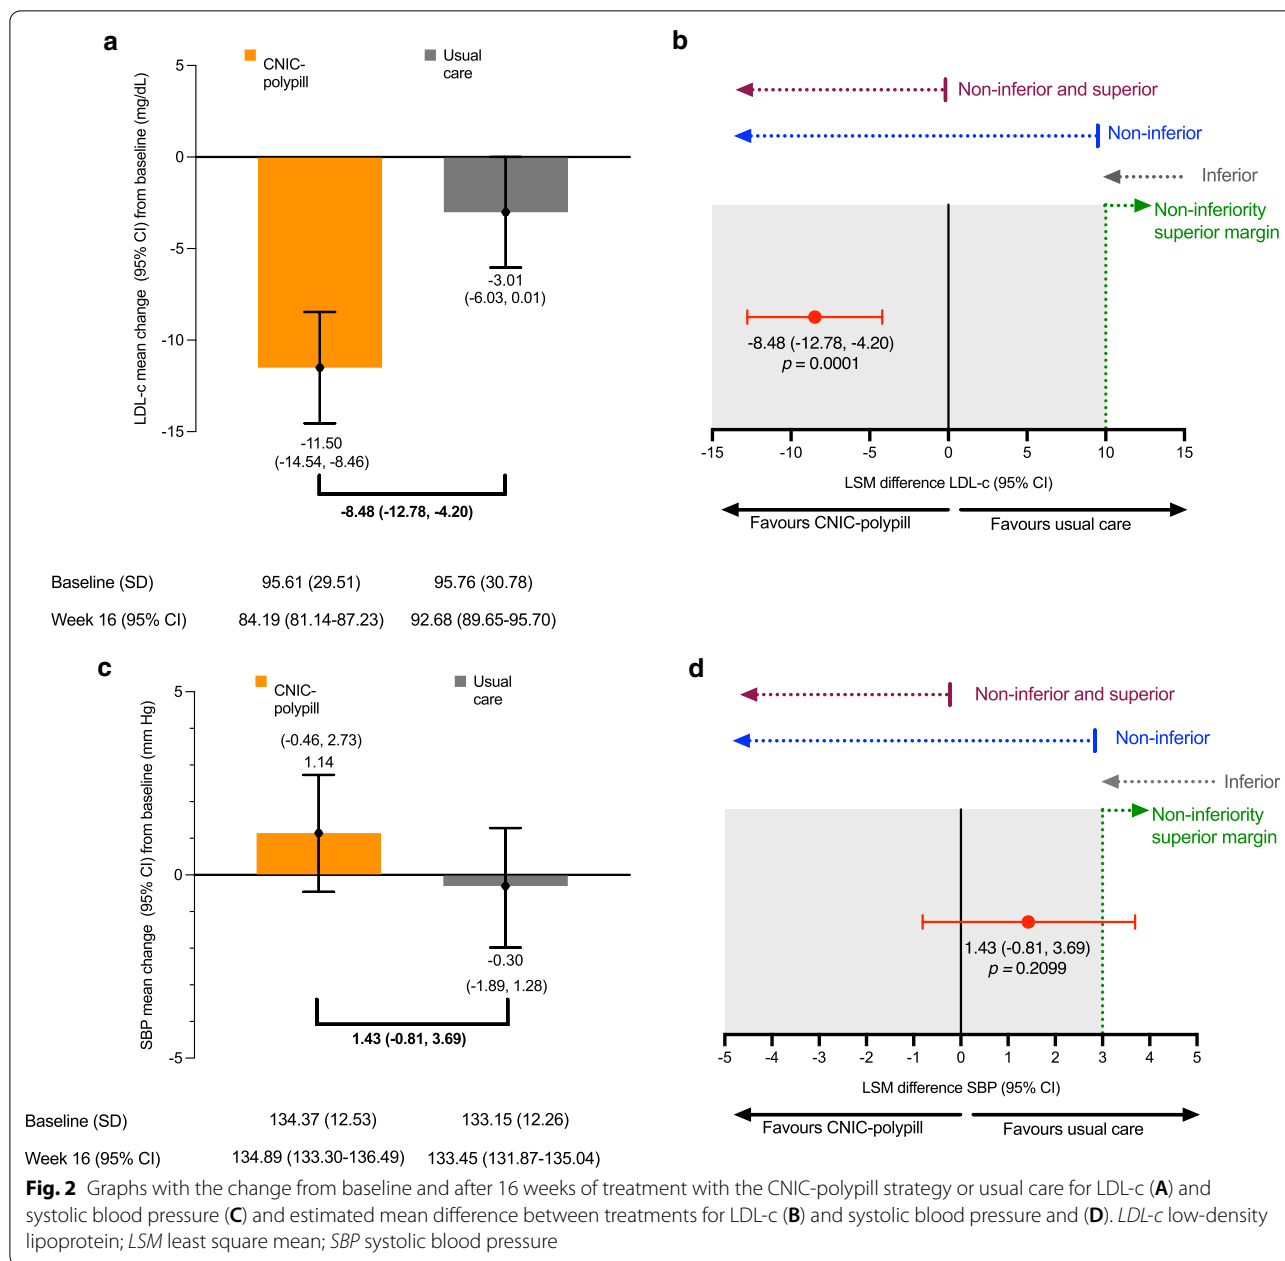 a
CNIC-
polypill
Usual
care
LDL-c mean change (95% CI) from baseline (mg/dL)
5
0
-5
-10
-15
-3.01
(-6.03, 0.01)
-11.50
(-14.54, -8.46)
-8.48 (-12.78, -4.20)
Baseline (SD) 95.61 (29.51) 95.76 (30.78)
Week 16 (95% CI) 84.19 (81.14-87.23) 92.68 (89.65-95.70)
b
Non-inferior and superior
Non-inferior
Inferior
Non-inferiority
superior margin
-8.48 (-12.78, -4.20)
p = 0.0001
-15 -10 -5 0 5 10 15
LSM difference LDL-c (95% CI)
Favours CNIC-polypill Favours usual care
c
CNIC-
polypill
Usual
care
SBP mean change (95% CI) from baseline (mm Hg)
5
0
-5
(-0.46, 2.73)
1.14
-0.30
(-1.89, 1.28)
1.43 (-0.81, 3.69)
Baseline (SD) 134.37 (12.53) 133.15 (12.26)
Week 16 (95% CI) 134.89 (133.30-136.49) 133.45 (131.87-135.04)
d
Non-inferior and superior
Non-inferior
Inferior
Non-inferiority
superior margin
1.43 (-0.81, 3.69)
p = 0.2099
-5 -4 -3 -2 -1 0 1 2 3 4 5
LSM difference SBP (95% CI)
Favours CNIC-polypill Favours usual care
Fig. 2 Graphs with the change from baseline and after 16 weeks of treatment with the CNIC-polypill strategy or usual care for LDL-c (A) and
systolic blood pressure (C) and estimated mean difference between treatments for LDL-c (B) and systolic blood pressure and (D). LDL-c low-density
lipoprotein; LSM least square mean; SBP systolic blood pressure